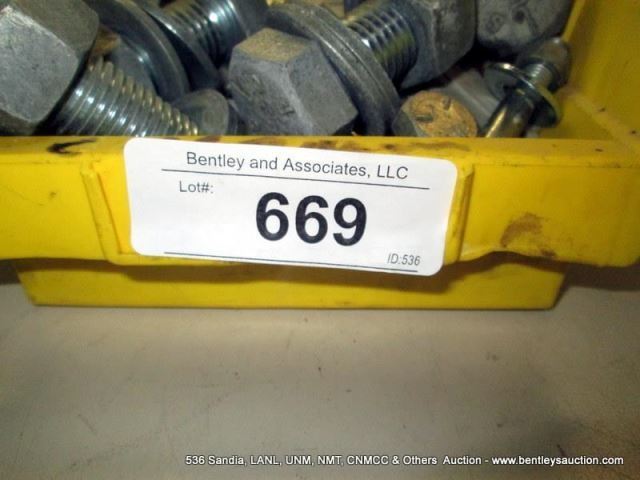 Bentley and Associates, LLC
Lot#:
669
ID:536
536 Sandia, LANL, UNM, NMT, CNMCC & Others Auction - www.bentleysauction.com